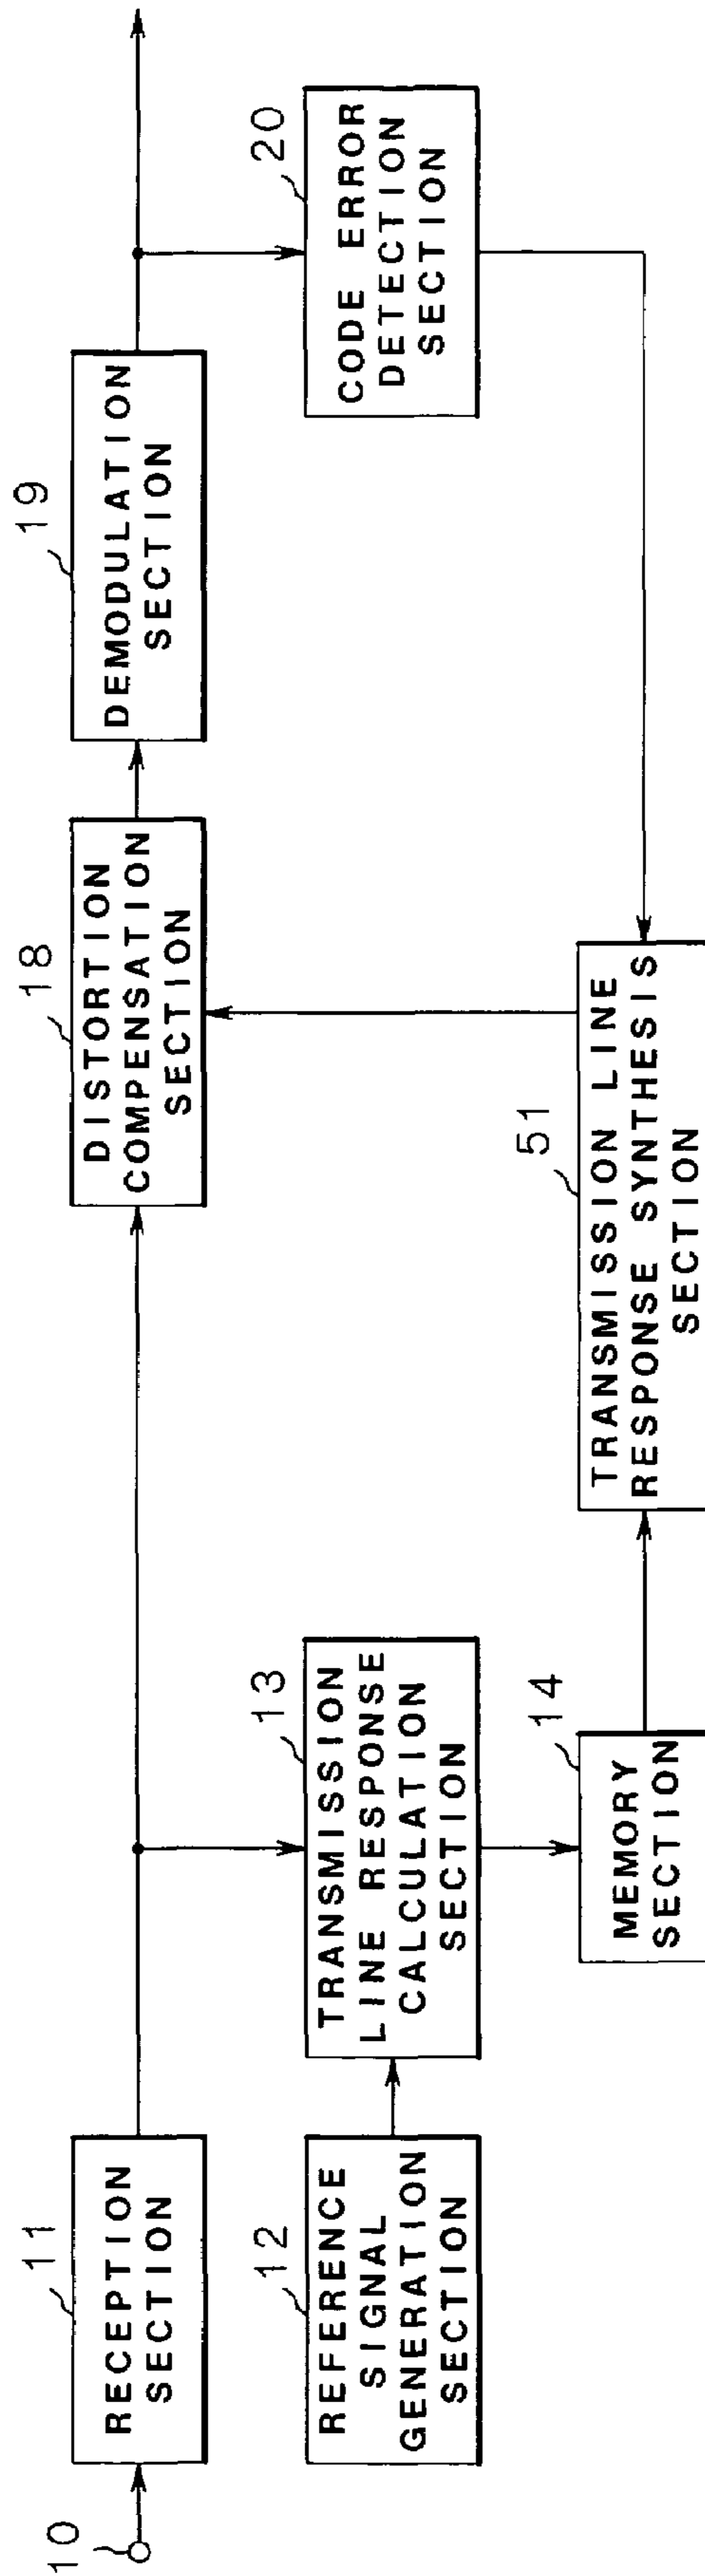 10
11
RECEPTION
SECTION
12
REFERENCE
SIGNAL
GENERATION
SECTION
13
TRANSMISSION
LINE RESPONSE
CALCULATION
SECTION
14
MEMORY
SECTION
51
TRANSMISSION LINE
RESPONSE SYNTHESIS
SECTION
18
DISTORTION
COMPENSATION
SECTION
19
DEMODULATION
SECTION
20
CODE ERROR
DETECTION
SECTION